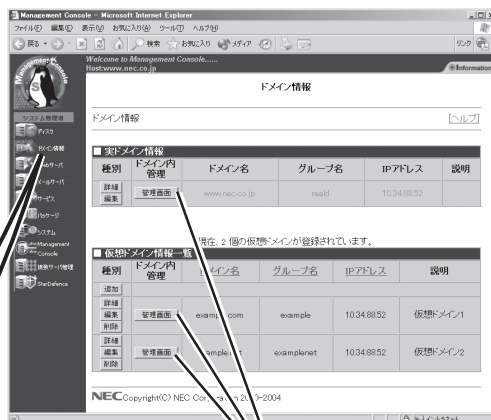 Management Console - Microsoft Internet Explorer
ファイル(F) 編集(E) 表示(V) お気に入り(A) ツール(T) ヘルプ(H)
戻る 検索 お気に入り メディア リンク
Welcome to Management Console......
Host:www.nec.co.jp
Information
Management Console
システム管理者
ディスク
ドメイン情報
Webサーバ
メールサーバ
サービス
パッケージ
システム
Management Console
複数サーバ管理
StarDefence
ドメイン情報
ドメイン情報 [ヘルプ]
■ 実ドメイン情報
種別 ドメイン内管理 ドメイン名 グループ名 IPアドレス 説明
詳細 編集 管理画面 www.nec.co.jp reald 10.34.88.52
現在, 2 個の仮想ドメインが登録されています。
■ 仮想ドメイン情報一覧
種別 ドメイン内管理 ドメイン名 グループ名 IPアドレス 説明
追加
詳細 編集 削除 管理画面 example.com example 10.34.88.52 仮想ドメイン1
詳細 編集 削除 管理画面 example.net examplenet 10.34.88.52 仮想ドメイン2
NEC Copyright(C) NEC Corporation 2000-2004